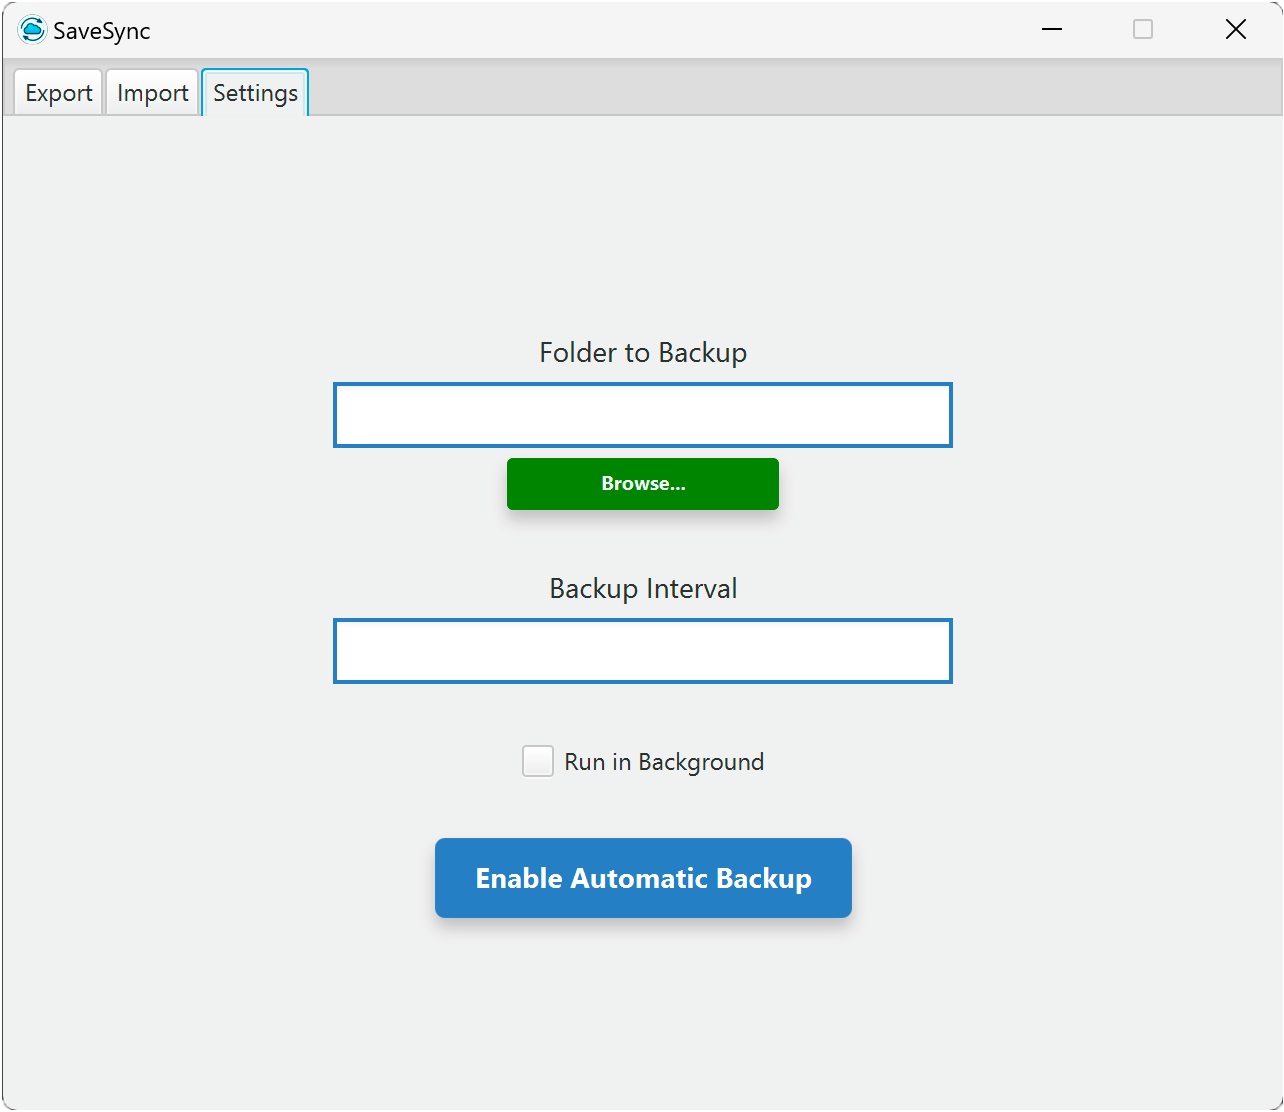 SaveSync
Export Import Settings
Folder to Backup
Browse...
Backup Interval
Run in Background
Enable Automatic Backup